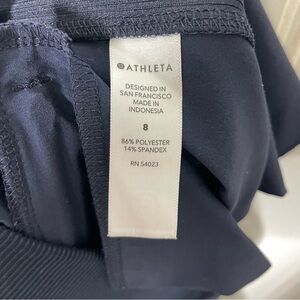 ATHLETA
DESIGNED IN
SAN FRANCISCO
MADE IN
INDONESIA
8
86% POLYESTER
14% SPANDEX
RN 54023